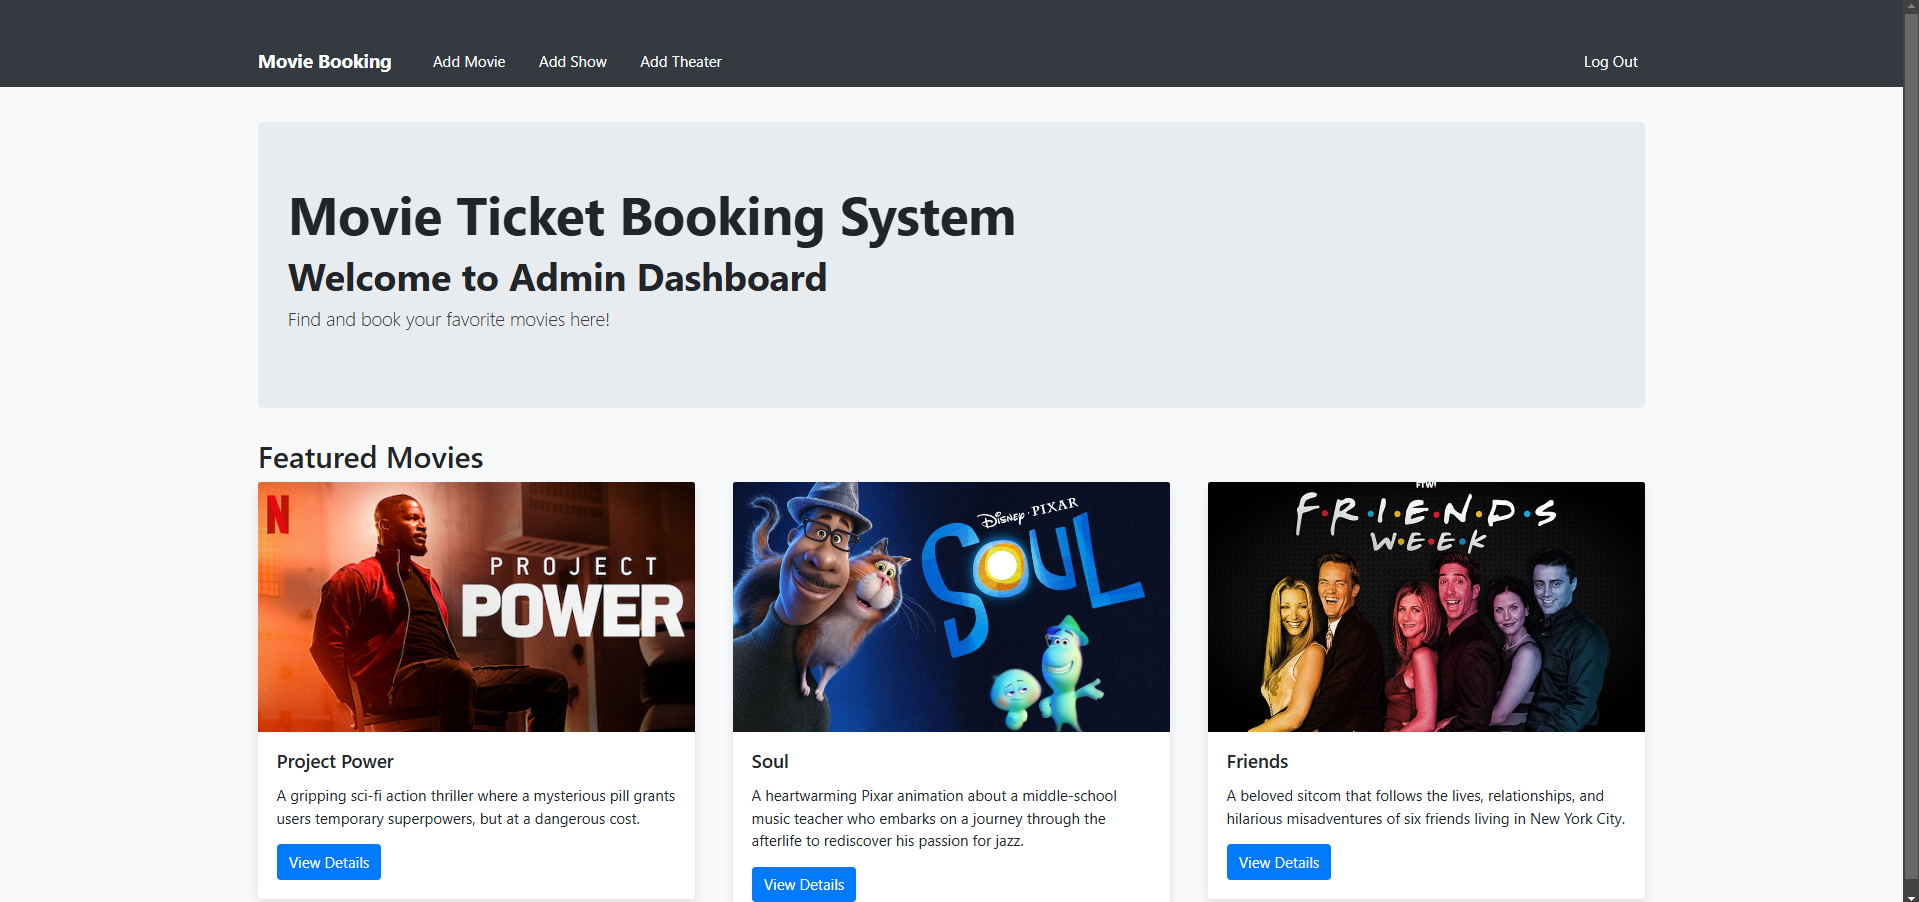 Movie Booking
Add Movie
Add Show
Add Theater
Log Out
Movie Ticket Booking System
Welcome to Admin Dashboard
Find and book your favorite movies here!
Featured Movies
N
PROJECT
POWER
Disney · PIXAR
SOUL
FTWI
F·R·I·E·N·D·S
W·E·E·K
Project Power
A gripping sci-fi action thriller where a mysterious pill grants
users temporary superpowers, but at a dangerous cost.
View Details
Soul
A heartwarming Pixar animation about a middle-school
music teacher who embarks on a journey through the
afterlife to rediscover his passion for jazz.
View Details
Friends
A beloved sitcom that follows the lives, relationships, and
hilarious misadventures of six friends living in New York City.
View Details